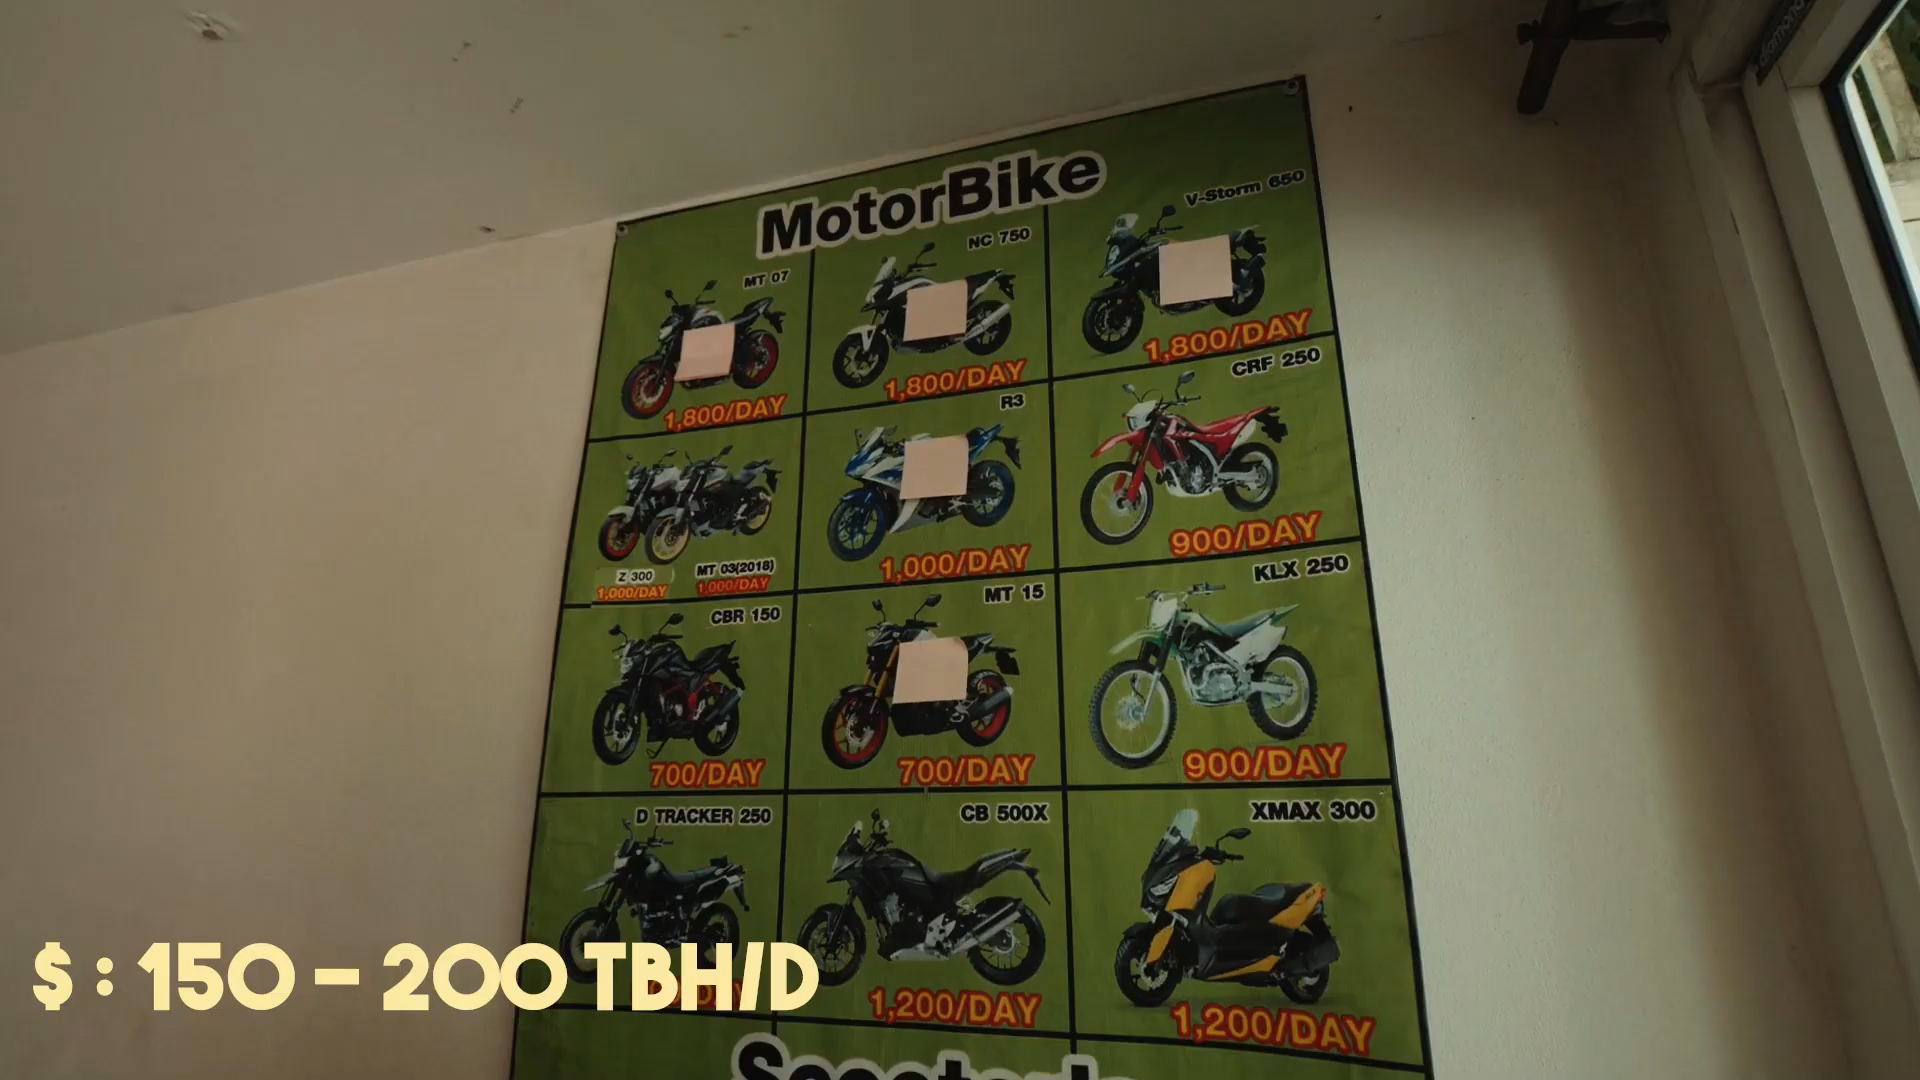 MotorBike
MT 07
1,800/DAY
NC 750
1,800/DAY
V-Storm 650
1,800/DAY
Z 300
1,000/DAY
MT 03(2018)
1,000/DAY
R3
1,000/DAY
CRF 250
900/DAY
CBR 150
700/DAY
MT 15
700/DAY
KLX 250
900/DAY
D TRACKER 250
CB 500X
1,200/DAY
XMAX 300
1,200/DAY
$ : 150 - 200 TBH/D
diamond